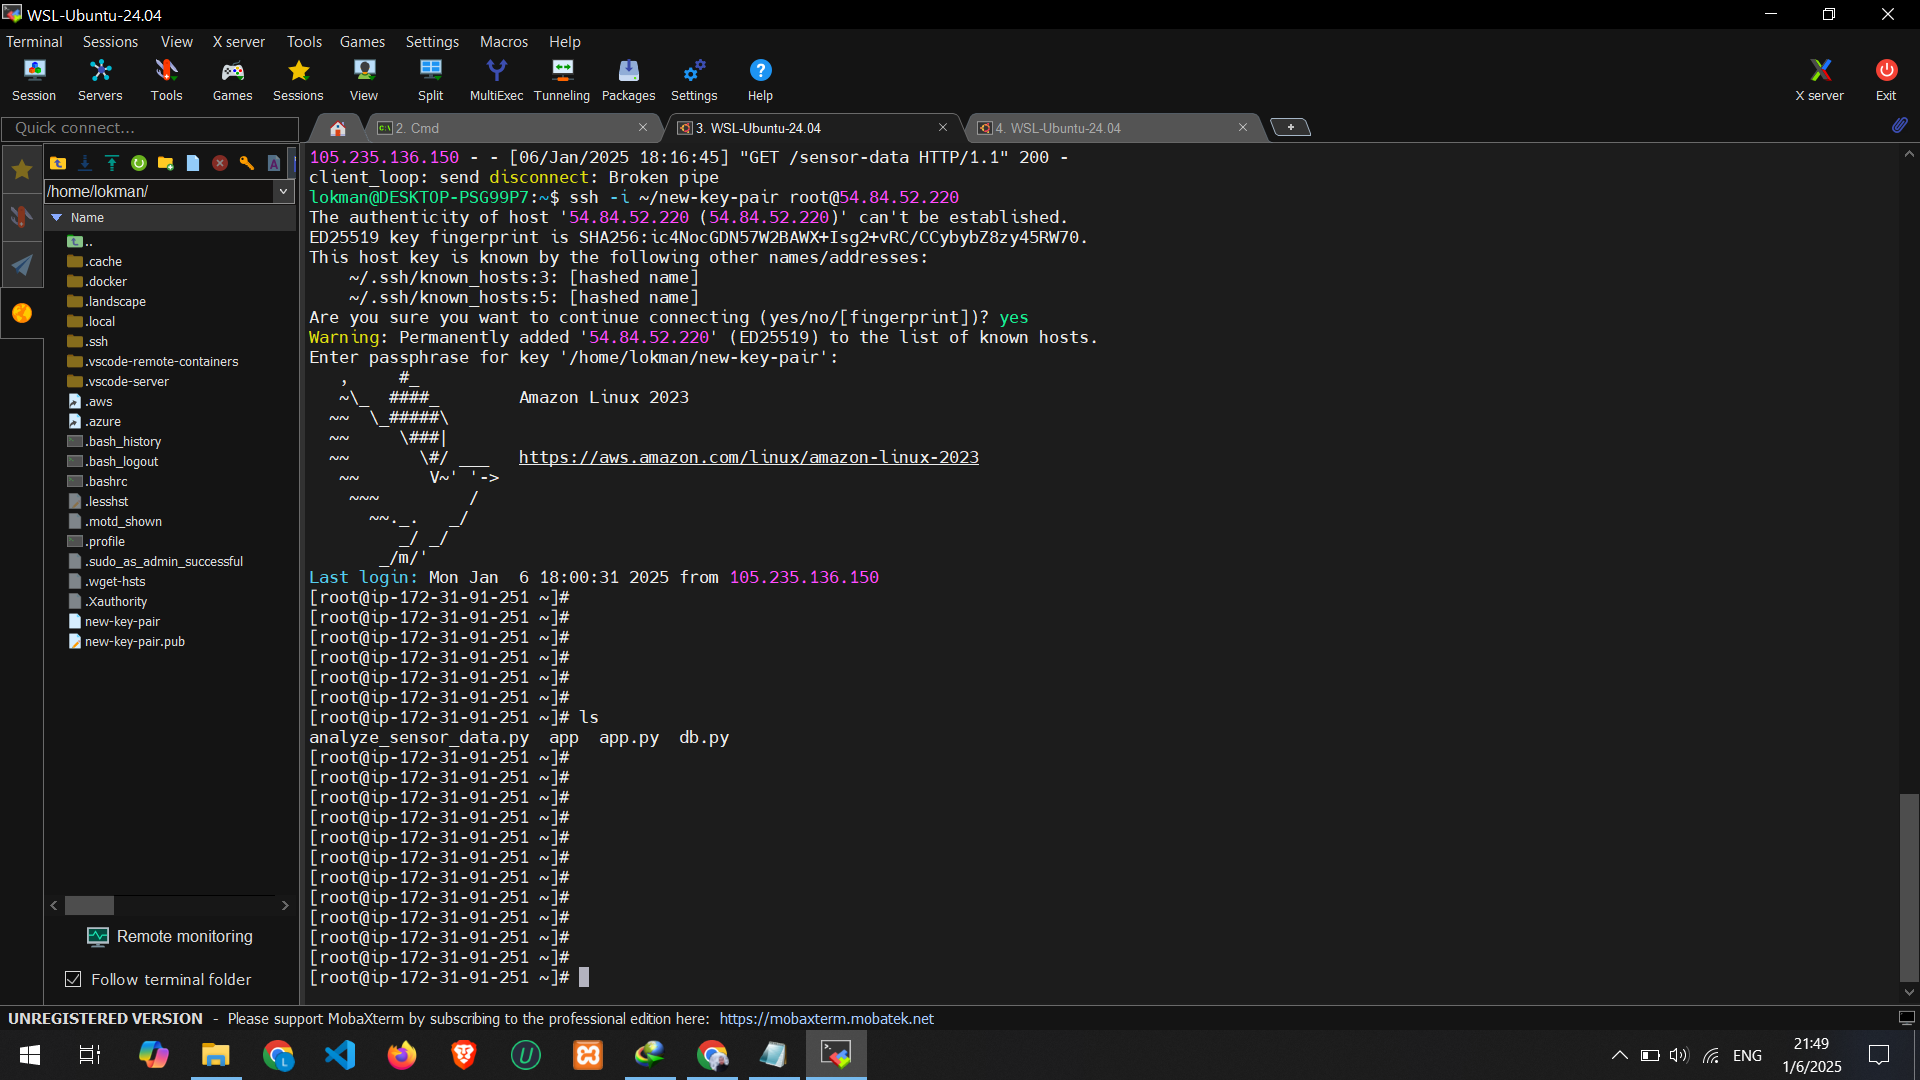 WSL-Ubuntu-24.04
Terminal Sessions View X server Tools Games Settings Macros Help
Session Servers Tools Games Sessions View Split MultiExec Tunneling Packages Settings Help X server Exit
Quick connect...
2. Cmd
3. WSL-Ubuntu-24.04
4. WSL-Ubuntu-24.04
/home/lokman/
Name
..
.cache
.docker
.landscape
.local
.ssh
.vscode-remote-containers
.vscode-server
.aws
.azure
.bash_history
.bash_logout
.bashrc
.lesshst
.motd_shown
.profile
.sudo_as_admin_successful
.wget-hsts
.Xauthority
new-key-pair
new-key-pair.pub
Remote monitoring
Follow terminal folder
105.235.136.150 - - [06/Jan/2025 18:16:45] "GET /sensor-data HTTP/1.1" 200 -
client_loop: send disconnect: Broken pipe
lokman@DESKTOP-PSG99P7:~$ ssh -i ~/new-key-pair root@54.84.52.220
The authenticity of host '54.84.52.220 (54.84.52.220)' can't be established.
ED25519 key fingerprint is SHA256:ic4NocGDN57W2BAWX+Isg2+vRC/CCybybZ8zy45RW70.
This host key is known by the following other names/addresses:
    ~/.ssh/known_hosts:3: [hashed name]
    ~/.ssh/known_hosts:5: [hashed name]
Are you sure you want to continue connecting (yes/no/[fingerprint])? yes
Warning: Permanently added '54.84.52.220' (ED25519) to the list of known hosts.
Enter passphrase for key '/home/lokman/new-key-pair':
   ,     #_
   ~\_  ####_        Amazon Linux 2023
  ~~  \_#####\
  ~~     \###|
  ~~       \#/ ___   https://aws.amazon.com/linux/amazon-linux-2023
   ~~       V~' '->
    ~~~         /
      ~~._.   _/
         _/ _/
       _/m/'
Last login: Mon Jan  6 18:00:31 2025 from 105.235.136.150
[root@ip-172-31-91-251 ~]#
[root@ip-172-31-91-251 ~]#
[root@ip-172-31-91-251 ~]#
[root@ip-172-31-91-251 ~]#
[root@ip-172-31-91-251 ~]#
[root@ip-172-31-91-251 ~]#
[root@ip-172-31-91-251 ~]# ls
analyze_sensor_data.py  app  app.py  db.py
[root@ip-172-31-91-251 ~]#
[root@ip-172-31-91-251 ~]#
[root@ip-172-31-91-251 ~]#
[root@ip-172-31-91-251 ~]#
[root@ip-172-31-91-251 ~]#
[root@ip-172-31-91-251 ~]#
[root@ip-172-31-91-251 ~]#
[root@ip-172-31-91-251 ~]#
[root@ip-172-31-91-251 ~]#
[root@ip-172-31-91-251 ~]#
[root@ip-172-31-91-251 ~]#
[root@ip-172-31-91-251 ~]#
UNREGISTERED VERSION - Please support MobaXterm by subscribing to the professional edition here: https://mobaxterm.mobatek.net
ENG
21:49
1/6/2025